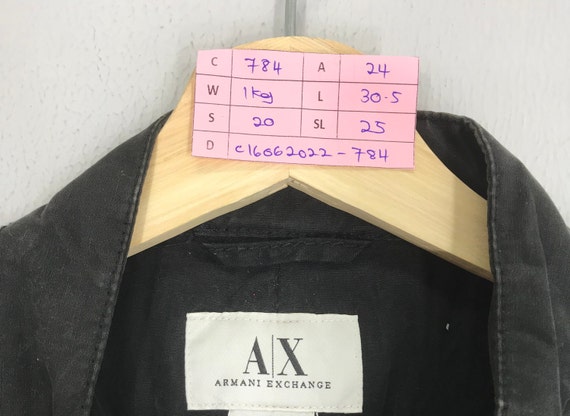 C 784 A 24
W 1kg L 30.5
S 20 SL 25
D C16062022-784
A|X
ARMANI EXCHANGE